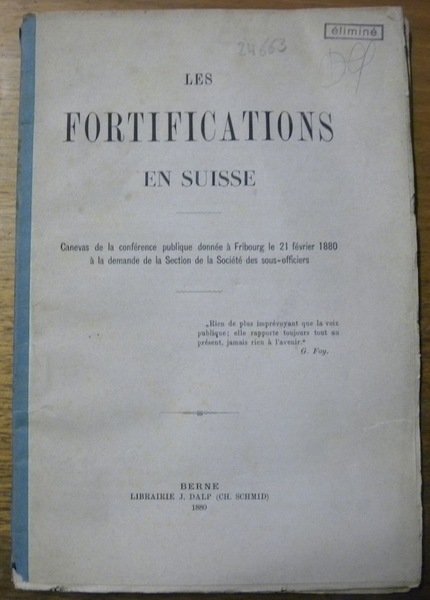 éliminé
24663
LES
FORTIFICATIONS
EN SUISSE
Canevas de la conférence publique donnée à Fribourg le 21 février 1880
à la demande de la Section de la Société des sous-officiers
„Rien de plus imprévoyant que la voix
publique; elle rapporte toujours tout au
présent, jamais rien à l'avenir.“
G. Foy.
BERNE
LIBRAIRIE J. DALP (CH. SCHMID)
1880